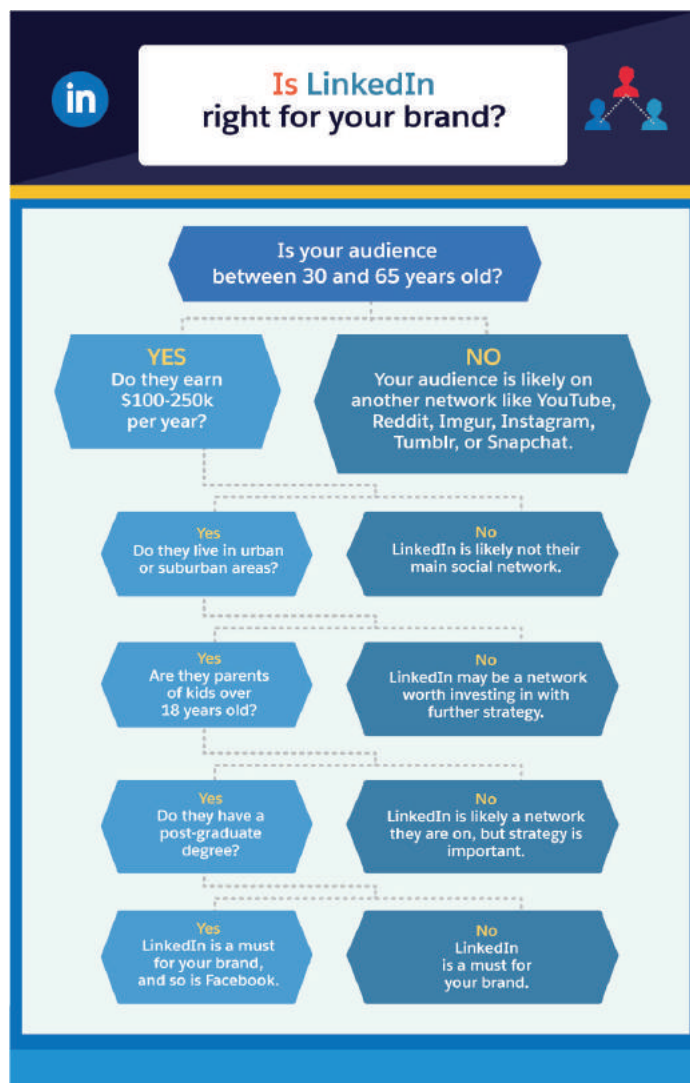 in
Is LinkedIn
right for your brand?
Is your audience
between 30 and 65 years old?
YES
Do they earn
$100-250k
per year?
NO
Your audience is likely on
another network like YouTube,
Reddit, Imgur, Instagram,
Tumblr, or Snapchat.
Yes
Do they live in urban
or suburban areas?
No
LinkedIn is likely not their
main social network.
Yes
Are they parents
of kids over
18 years old?
No
LinkedIn may be a network
worth investing in with
further strategy.
Yes
Do they have a
post-graduate
degree?
No
LinkedIn is likely a network
they are on, but strategy is
important.
Yes
LinkedIn is a must
for your brand,
and so is Facebook.
No
LinkedIn
is a must for
your brand.